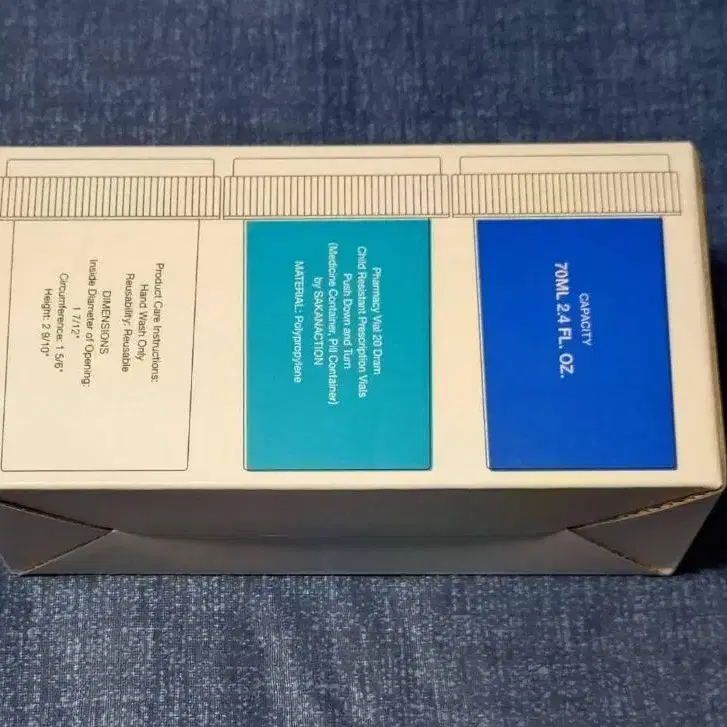 CAPACITY
70ML 2.4 FL. OZ.
Pharmacy Vial 20 Dram
Child Resistant Prescription Vials
Push Down and Turn
(Medicine Container, Pill Container)
by SAKANACTION
MATERIAL: Polypropylene
Product Care Instructions:
Hand Wash Only
Reusability: Reusable
DIMENSIONS
Inside Diameter of Opening:
1 7/12"
Circumference: 1 5/6"
Height: 2 9/10"